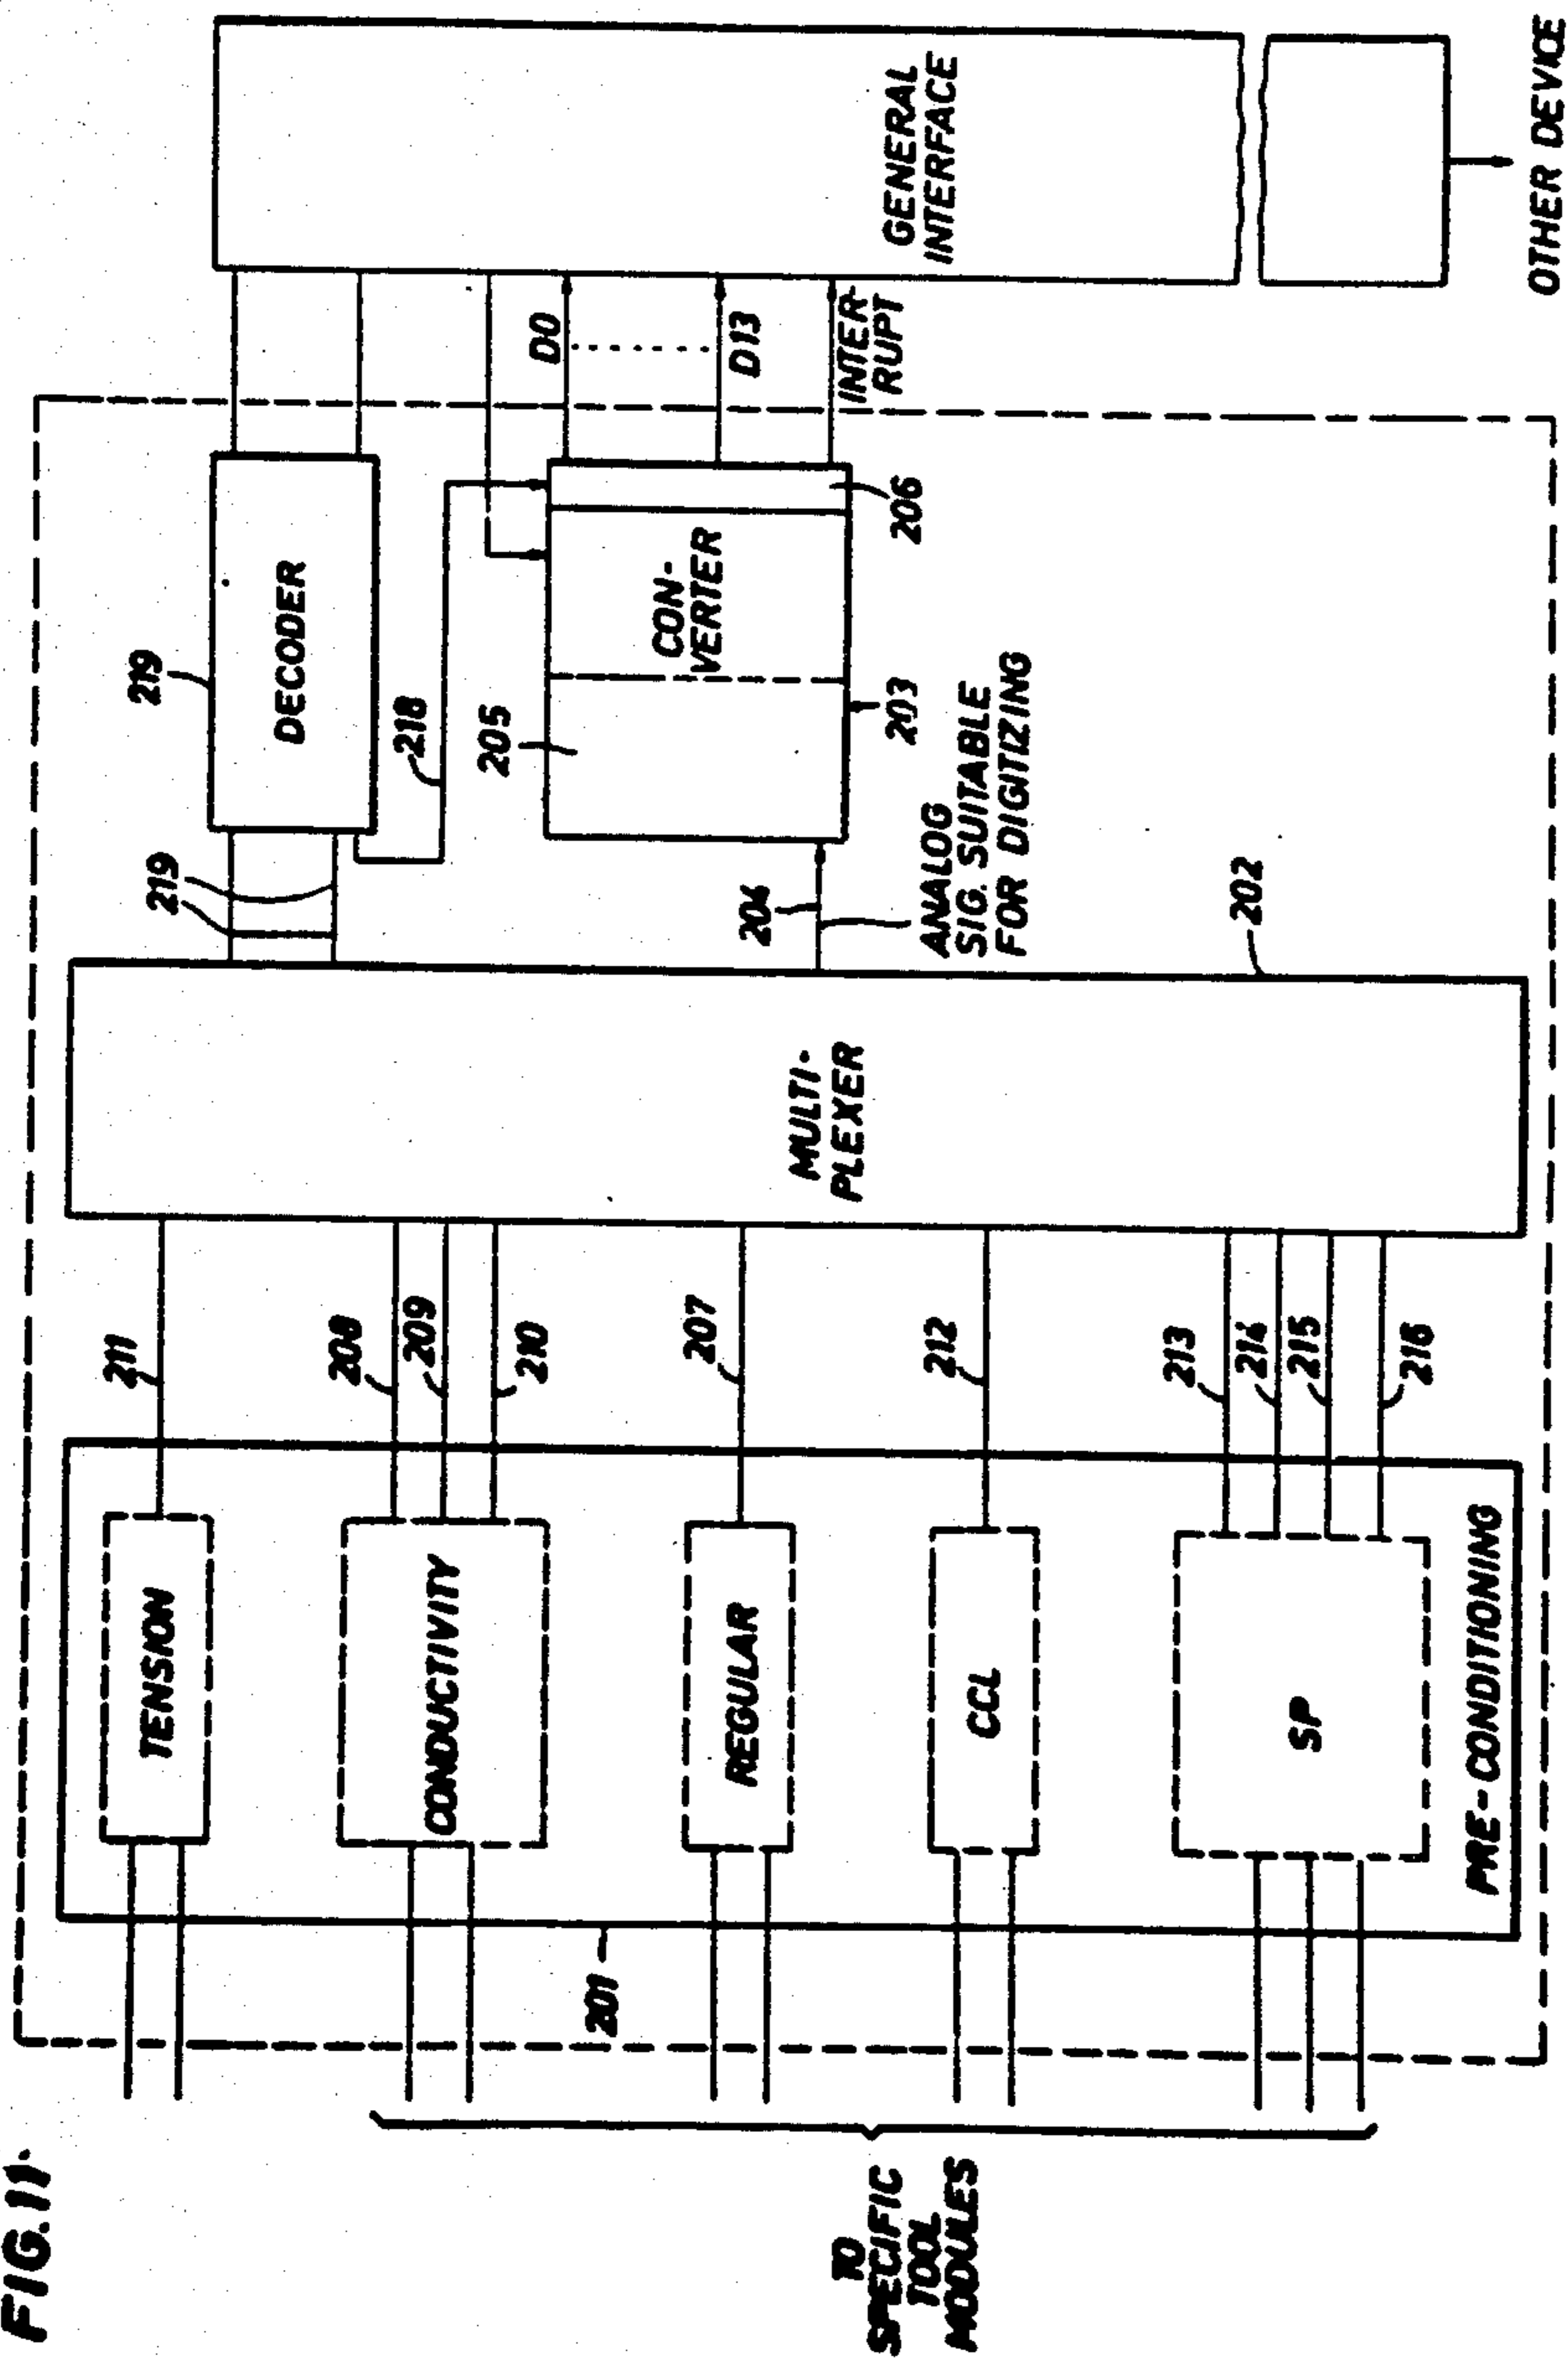 FIG.11
TO
SPECIFIC
TOOL
MODULES
201
PRE-CONDITIONING
TENSION
CONDUCTIVITY
REGULAR
CCL
SP
211
208
209
210
207
212
213
214
215
216
MULTI-
PLEXER
202
219
219
DECODER
218
204
ANALOG
SIG. SUITABLE
FOR DIGITIZING
205
CON-
VERTER
203
206
D0
D13
INTER-
RUPT
GENERAL
INTERFACE
OTHER DEVICE